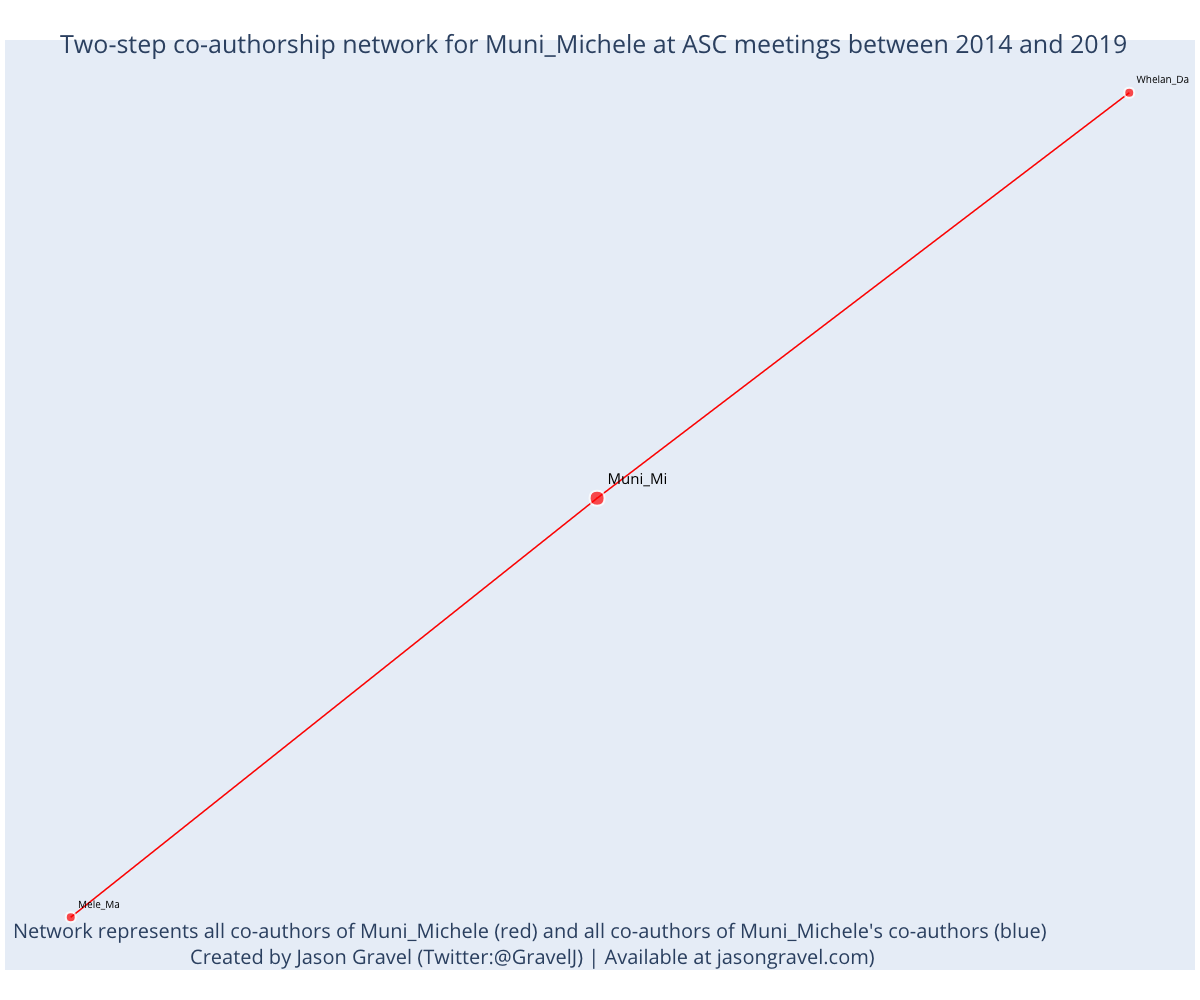 Two-step co-authorship network for Muni_Michele at ASC meetings between 2014 and 2019
Whelan_Da
Muni_Mi
Mele_Ma
Network represents all co-authors of Muni_Michele (red) and all co-authors of Muni_Michele's co-authors (blue)
Created by Jason Gravel (Twitter:@GravelJ) | Available at jasongravel.com)